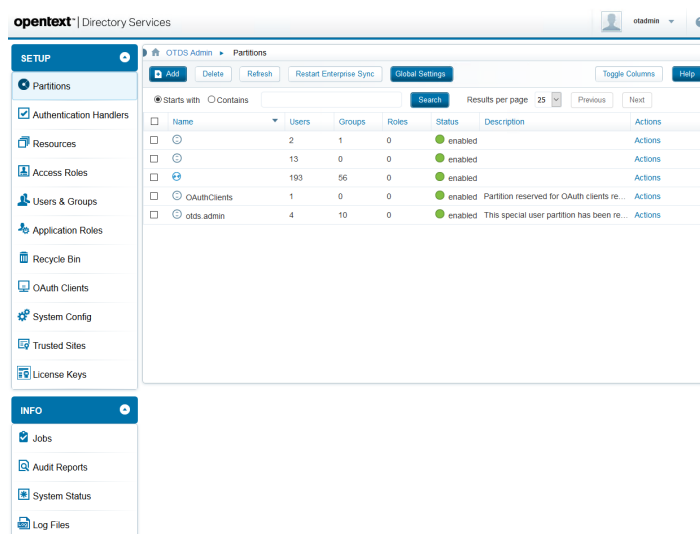 opentext™ | Directory Services
otadmin
SETUP
Partitions
Authentication Handlers
Resources
Access Roles
Users & Groups
Application Roles
Recycle Bin
OAuth Clients
System Config
Trusted Sites
License Keys
INFO
Jobs
Audit Reports
System Status
Log Files
OTDS Admin ▸ Partitions
Add Delete Refresh Restart Enterprise Sync Global Settings Toggle Columns Help
Starts with Contains Search Results per page 25 Previous Next
Name Users Groups Roles Status Description Actions
2 1 0 enabled Actions
13 0 0 enabled Actions
193 56 0 enabled Actions
OAuthClients 1 0 0 enabled Partition reserved for OAuth clients re... Actions
otds.admin 4 10 0 enabled This special user partition has been re... Actions